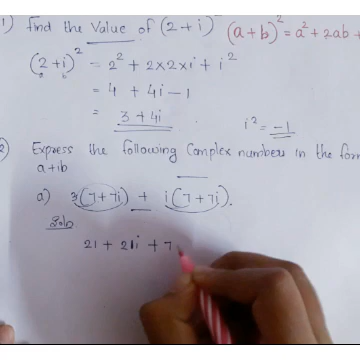 1) find the value of (2+i)² (a+b)² = a² + 2ab +
(2+i)² = 2² + 2×2×i + i²
a b
= 4 + 4i - 1
= 3 + 4i
i² = -1
2) Express the following Complex numbers in the form
a+ib
a) 3(7+7i) + i(7+7i).
Soln
21 + 21i + 7